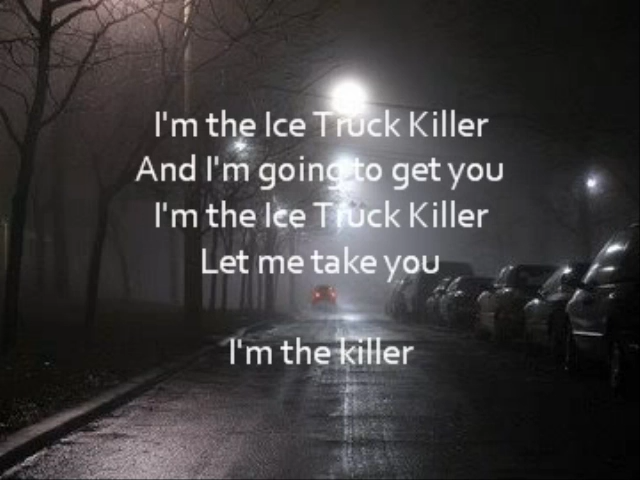 I'm the Ice Truck Killer
And I'm going to get you
I'm the Ice Truck Killer
Let me take you
I'm the killer